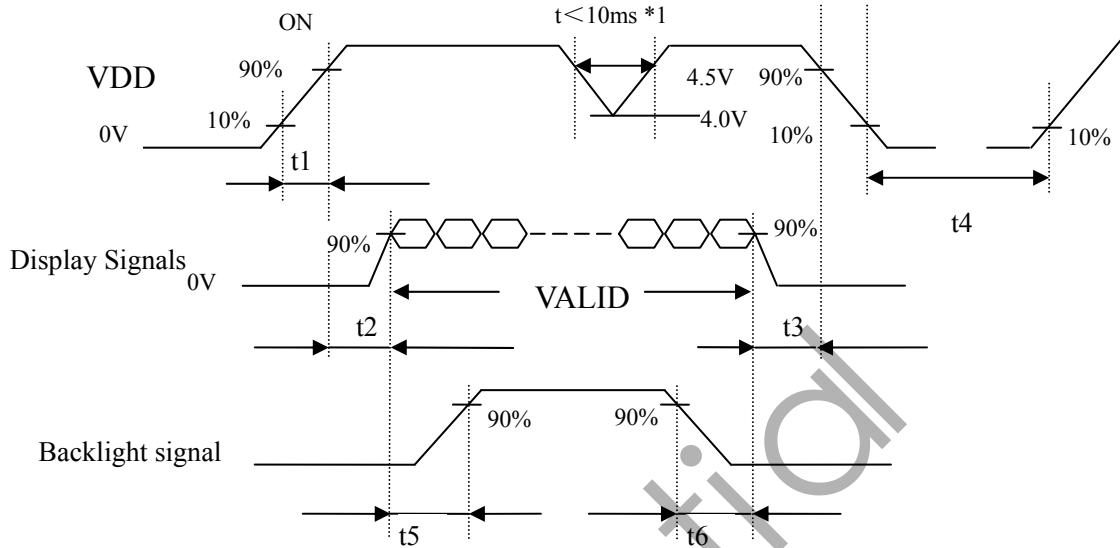 ON
t＜10ms *1
VDD
90%
4.5V
90%
0V
10%
4.0V
10%
10%
t1
t4
90%
90%
Display Signals
0V
VALID
t2
t3
90%
90%
Backlight signal
t5
t6